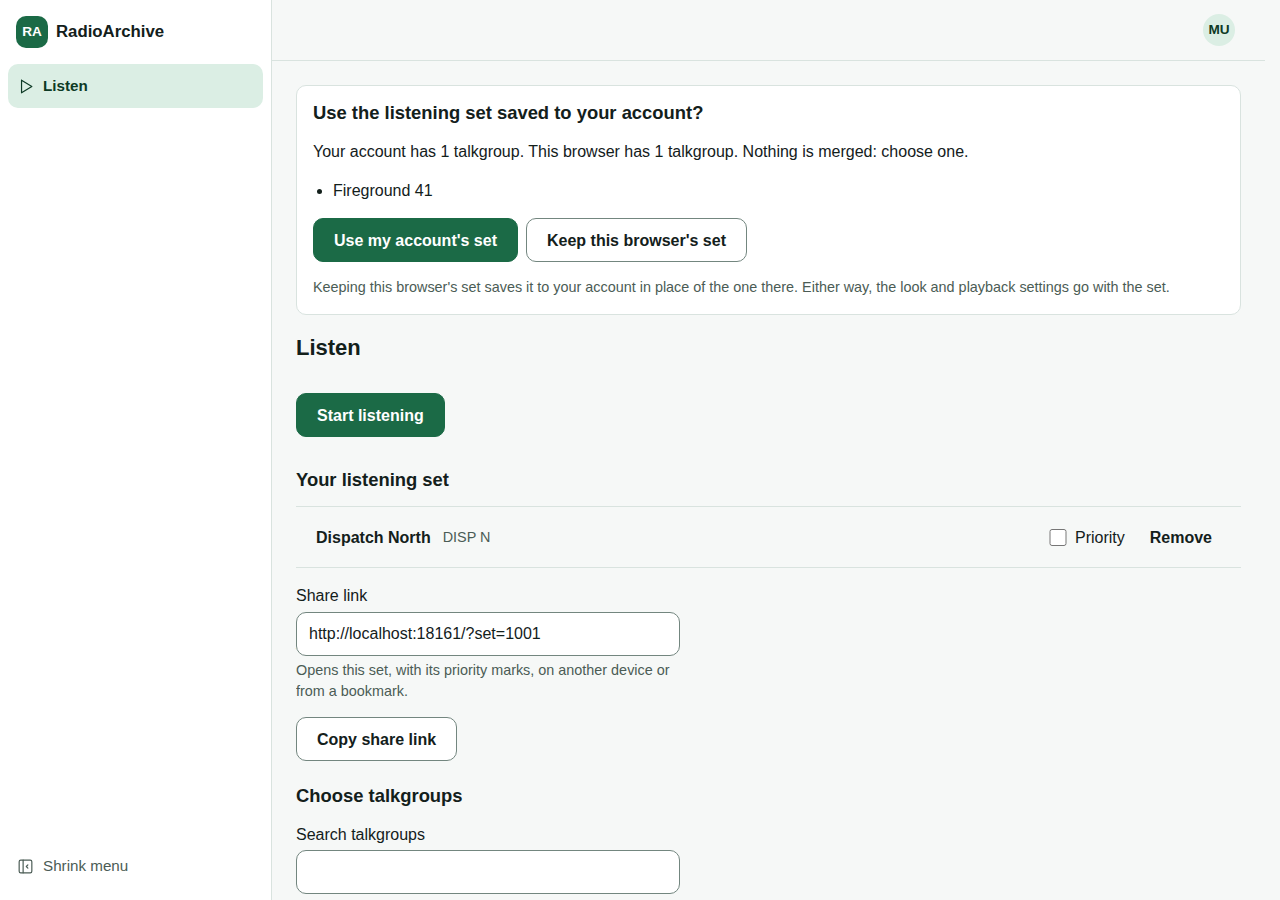 RA RadioArchive
MU
Listen
Use the listening set saved to your account?
Your account has 1 talkgroup. This browser has 1 talkgroup. Nothing is merged: choose one.
Fireground 41
Use my account's set Keep this browser's set
Keeping this browser's set saves it to your account in place of the one there. Either way, the look and playback settings go with the set.
Listen
Start listening
Your listening set
Dispatch North DISP N Priority Remove
Share link
http://localhost:18161/?set=1001
Opens this set, with its priority marks, on another device or
from a bookmark.
Copy share link
Choose talkgroups
Search talkgroups
Shrink menu